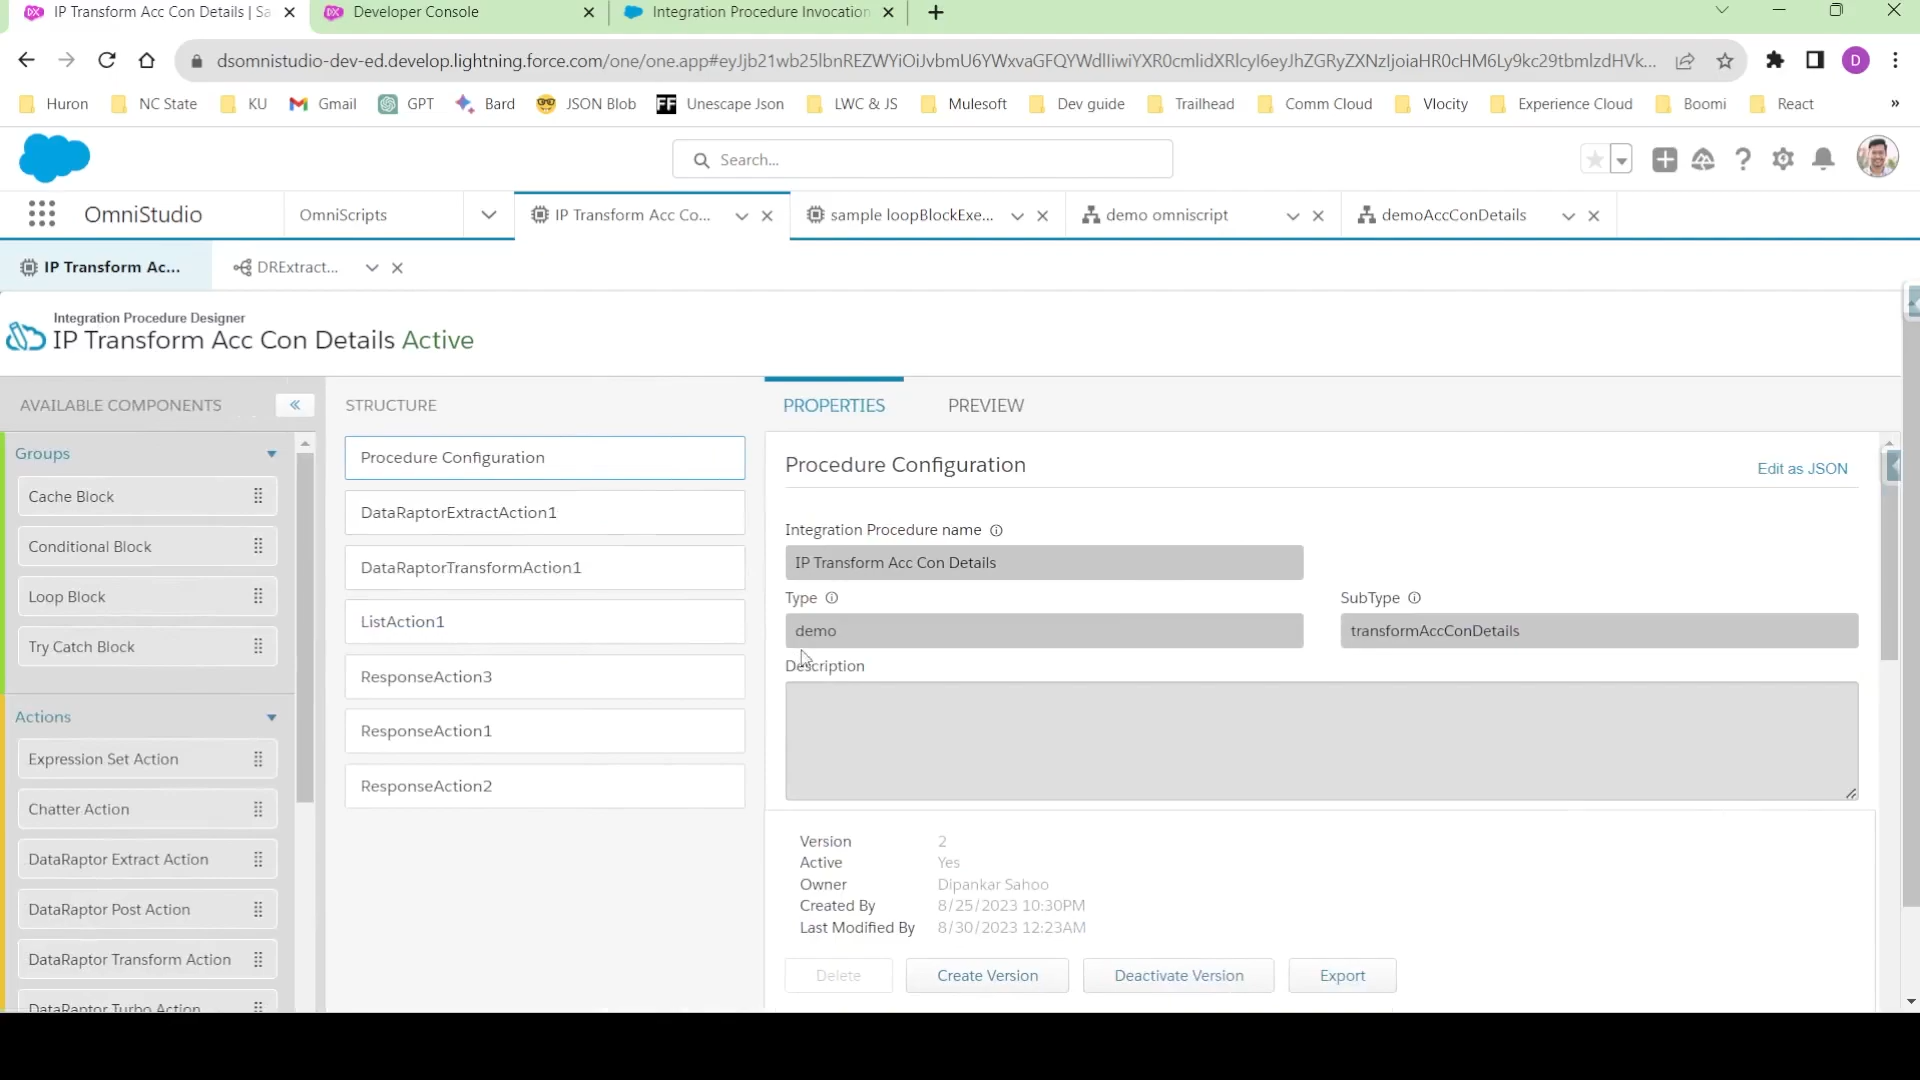 IP Transform Acc Con Details | Sa
Developer Console
Integration Procedure Invocation
dsomnistudio-dev-ed.develop.lightning.force.com/one/one.app#eyJjb21wb25lbnREZWYiOiJvbmU6YWxvaGFQYWdlIiwiYXR0cmlidXRlcyI6eyJhZGRyZXNzIjoiaHR0cHM6Ly9kc29tbmlzdHVk...
D
Huron NC State KU Gmail GPT Bard JSON Blob FF Unescape Json LWC & JS Mulesoft Dev guide Trailhead Comm Cloud Vlocity Experience Cloud Boomi React »
Search...
OmniStudio OmniScripts IP Transform Acc Co... sample loopBlockExe... demo omniscript demoAccConDetails
IP Transform Ac... DRExtract...
Integration Procedure Designer
IP Transform Acc Con Details Active
AVAILABLE COMPONENTS
Groups
Cache Block
Conditional Block
Loop Block
Try Catch Block
Actions
Expression Set Action
Chatter Action
DataRaptor Extract Action
DataRaptor Post Action
DataRaptor Transform Action
DataRaptor Turbo Action
STRUCTURE
Procedure Configuration
DataRaptorExtractAction1
DataRaptorTransformAction1
ListAction1
ResponseAction3
ResponseAction1
ResponseAction2
PROPERTIES PREVIEW
Procedure Configuration Edit as JSON
Integration Procedure name
IP Transform Acc Con Details
Type SubType
demo transformAccConDetails
Description
Version 2
Active Yes
Owner Dipankar Sahoo
Created By 8/25/2023 10:30PM
Last Modified By 8/30/2023 12:23AM
Delete Create Version Deactivate Version Export